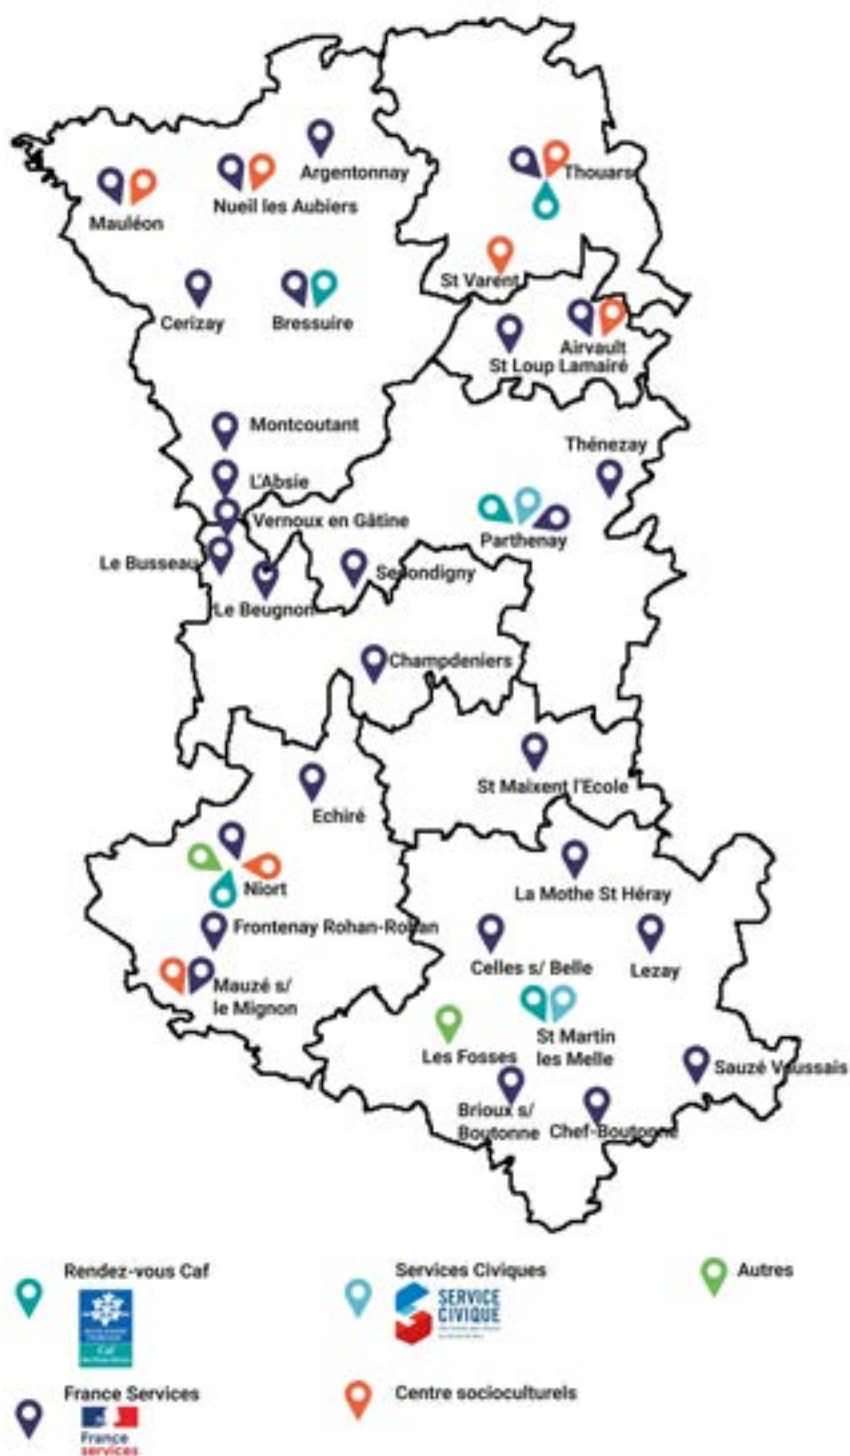 Argentonnay
Thouars
Nueil les Aubiers
Mauléon
St Varent
Cerizay
Bressuire
Airvault
St Loup Lamairé
Montcoutant
Thénezay
L'Absie
Vernoux en Gâtine
Parthenay
Le Busseau
Secondigny
Le Beugnon
Champdeniers
St Maixent l'Ecole
Echiré
Niort
La Mothe St Héray
Frontenay Rohan-Rohan
Celles s/ Belle
Lezay
Mauzé s/
le Mignon
St Martin
les Melle
Les Fosses
Sauzé Vaussais
Brioux s/
Boutonne
Chef-Boutonne
Rendez-vous Caf
Caf
Services Civiques
SERVICE
CIVIQUE
Autres
France Services
France
services
Centre socioculturels